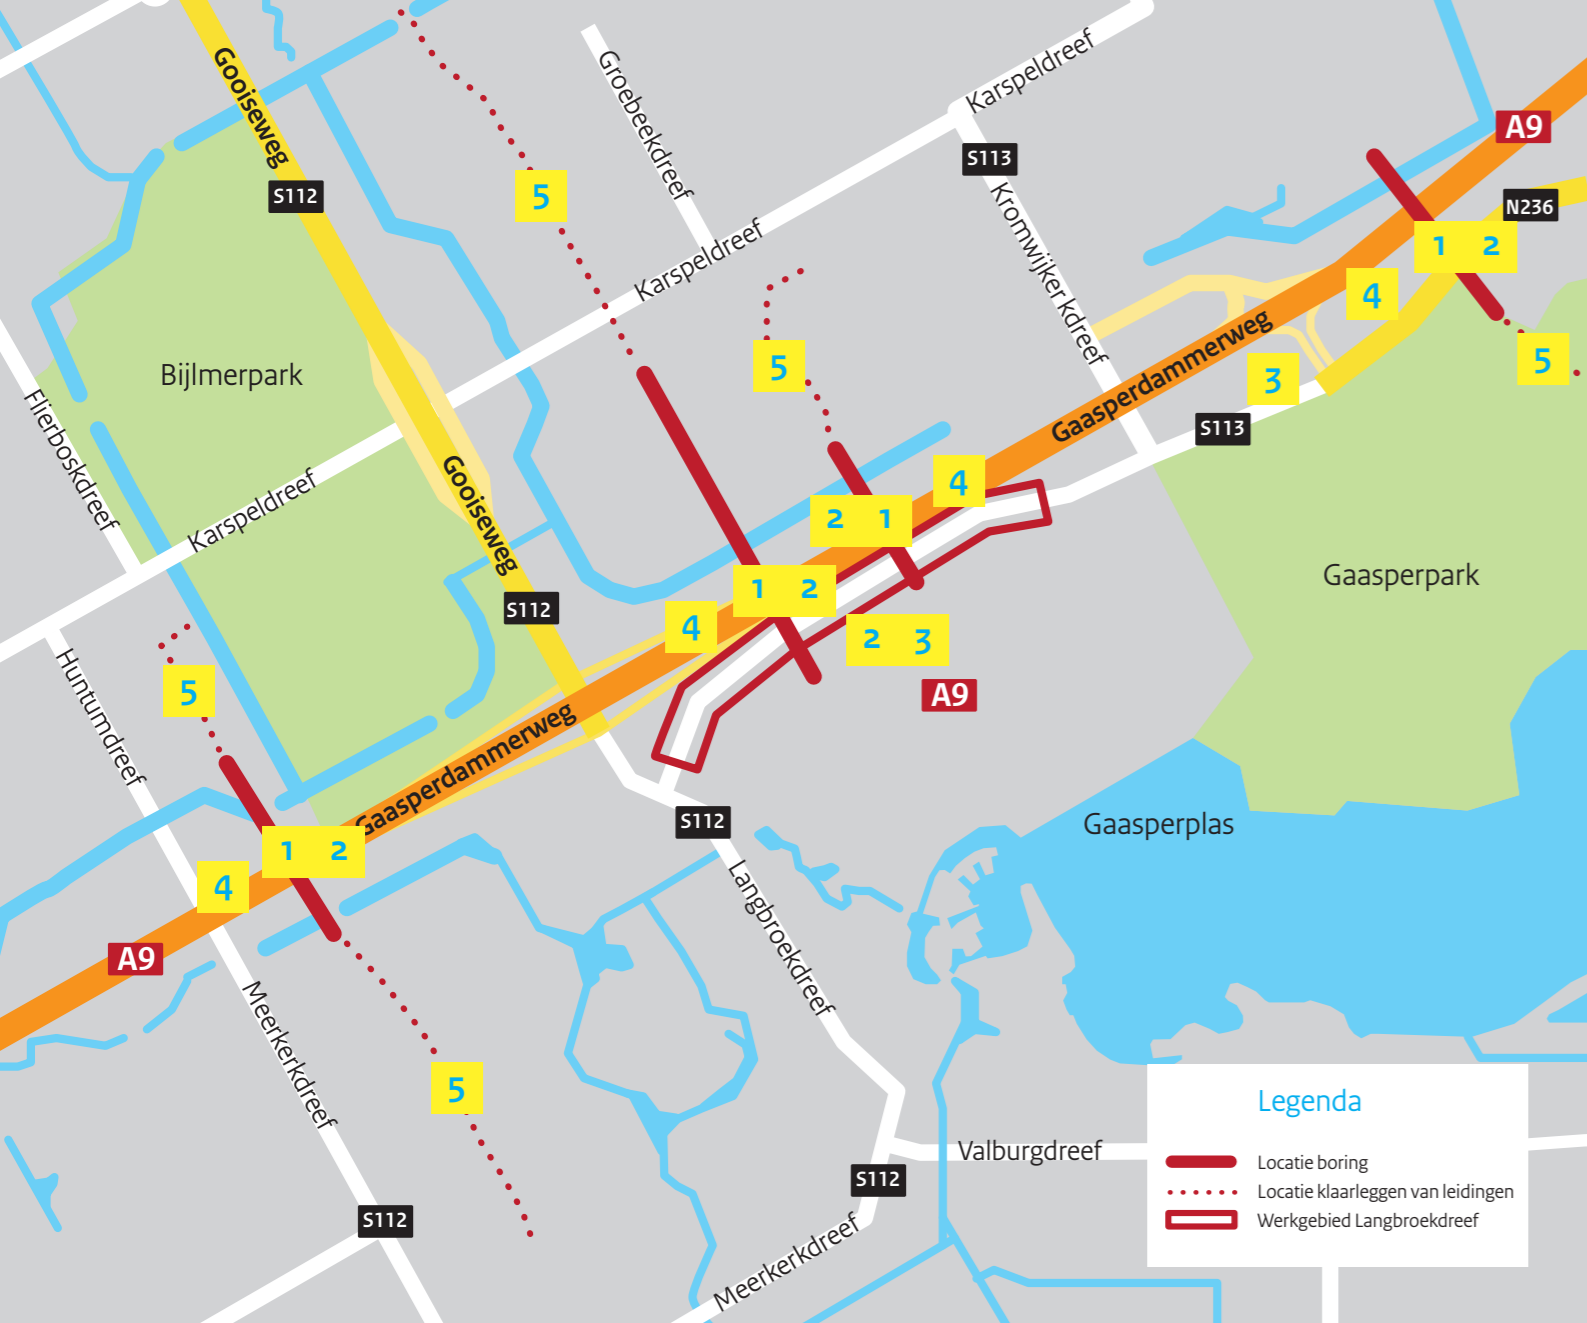 Gooiseweg
S112
Groebeekdreef
Karspeldreef
A9
S113
5
N236
Kromwijkerkdreef
Karspeldreef
1 2
4
5
Bijlmerpark
5
3
Gaasperdammerweg
Flierboskdreef
S113
Karspeldreef
Gooiseweg
4
2 1
Gaasperpark
S112
1 2
4
2 3
5
A9
Huntumdreef
Gaasperdammerweg
S112
Gaasperplas
1 2
4
Langbroekdreef
A9
Meerkerkdreef
5
Valburgdreef
S112
S112
Meerkerkdreef
Legenda
Locatie boring
Locatie klaarleggen van leidingen
Werkgebied Langbroekdreef